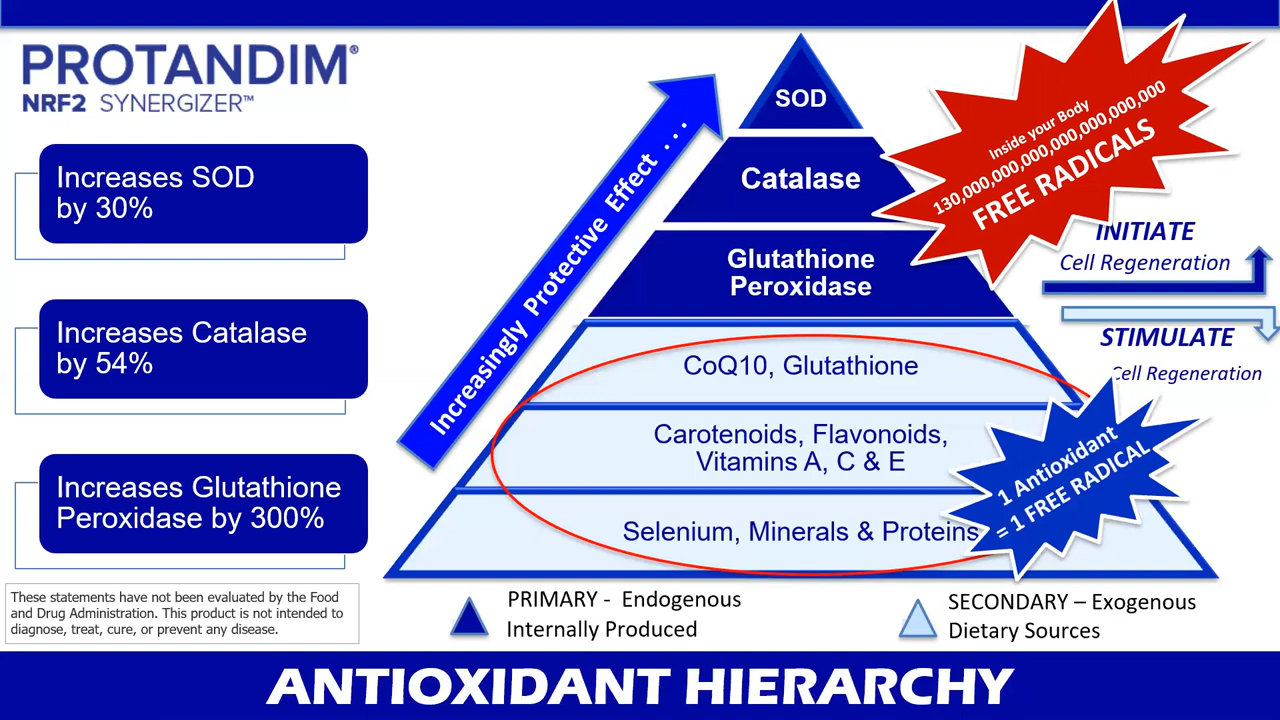 PROTANDIM®
NRF2 SYNERGIZER™
Increases SOD
by 30%
Increases Catalase
by 54%
Increases Glutathione
Peroxidase by 300%
These statements have not been evaluated by the Food
and Drug Administration. This product is not intended to
diagnose, treat, cure, or prevent any disease.
Increasingly Protective Effect . . .
SOD
Catalase
Glutathione
Peroxidase
CoQ10, Glutathione
Carotenoids, Flavonoids,
Vitamins A, C & E
Selenium, Minerals & Proteins
Inside your Body
130,000,000,000,000,000,000,000
FREE RADICALS
INITIATE
Cell Regeneration
STIMULATE
Cell Regeneration
1 Antioxidant
= 1 FREE RADICAL
PRIMARY - Endogenous
Internally Produced
SECONDARY – Exogenous
Dietary Sources
ANTIOXIDANT HIERARCHY